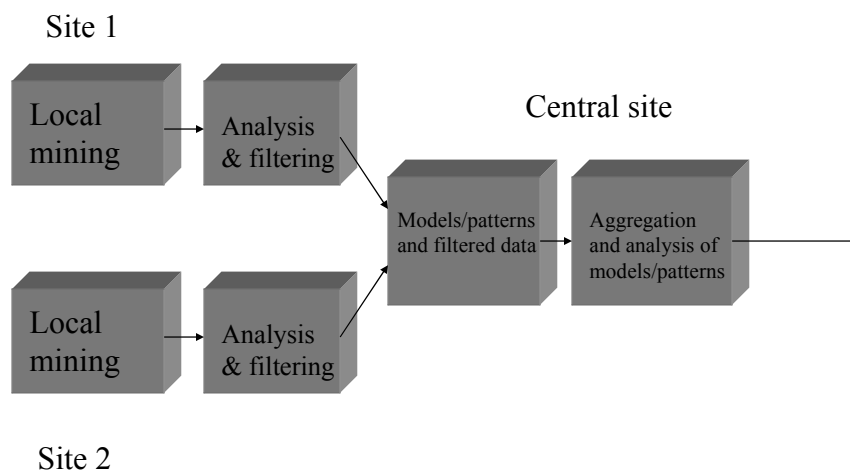 Site 1
Local
mining
Analysis
& filtering
Central site
Models/patterns
and filtered data
Aggregation
and analysis of
models/patterns
Local
mining
Analysis
& filtering
Site 2